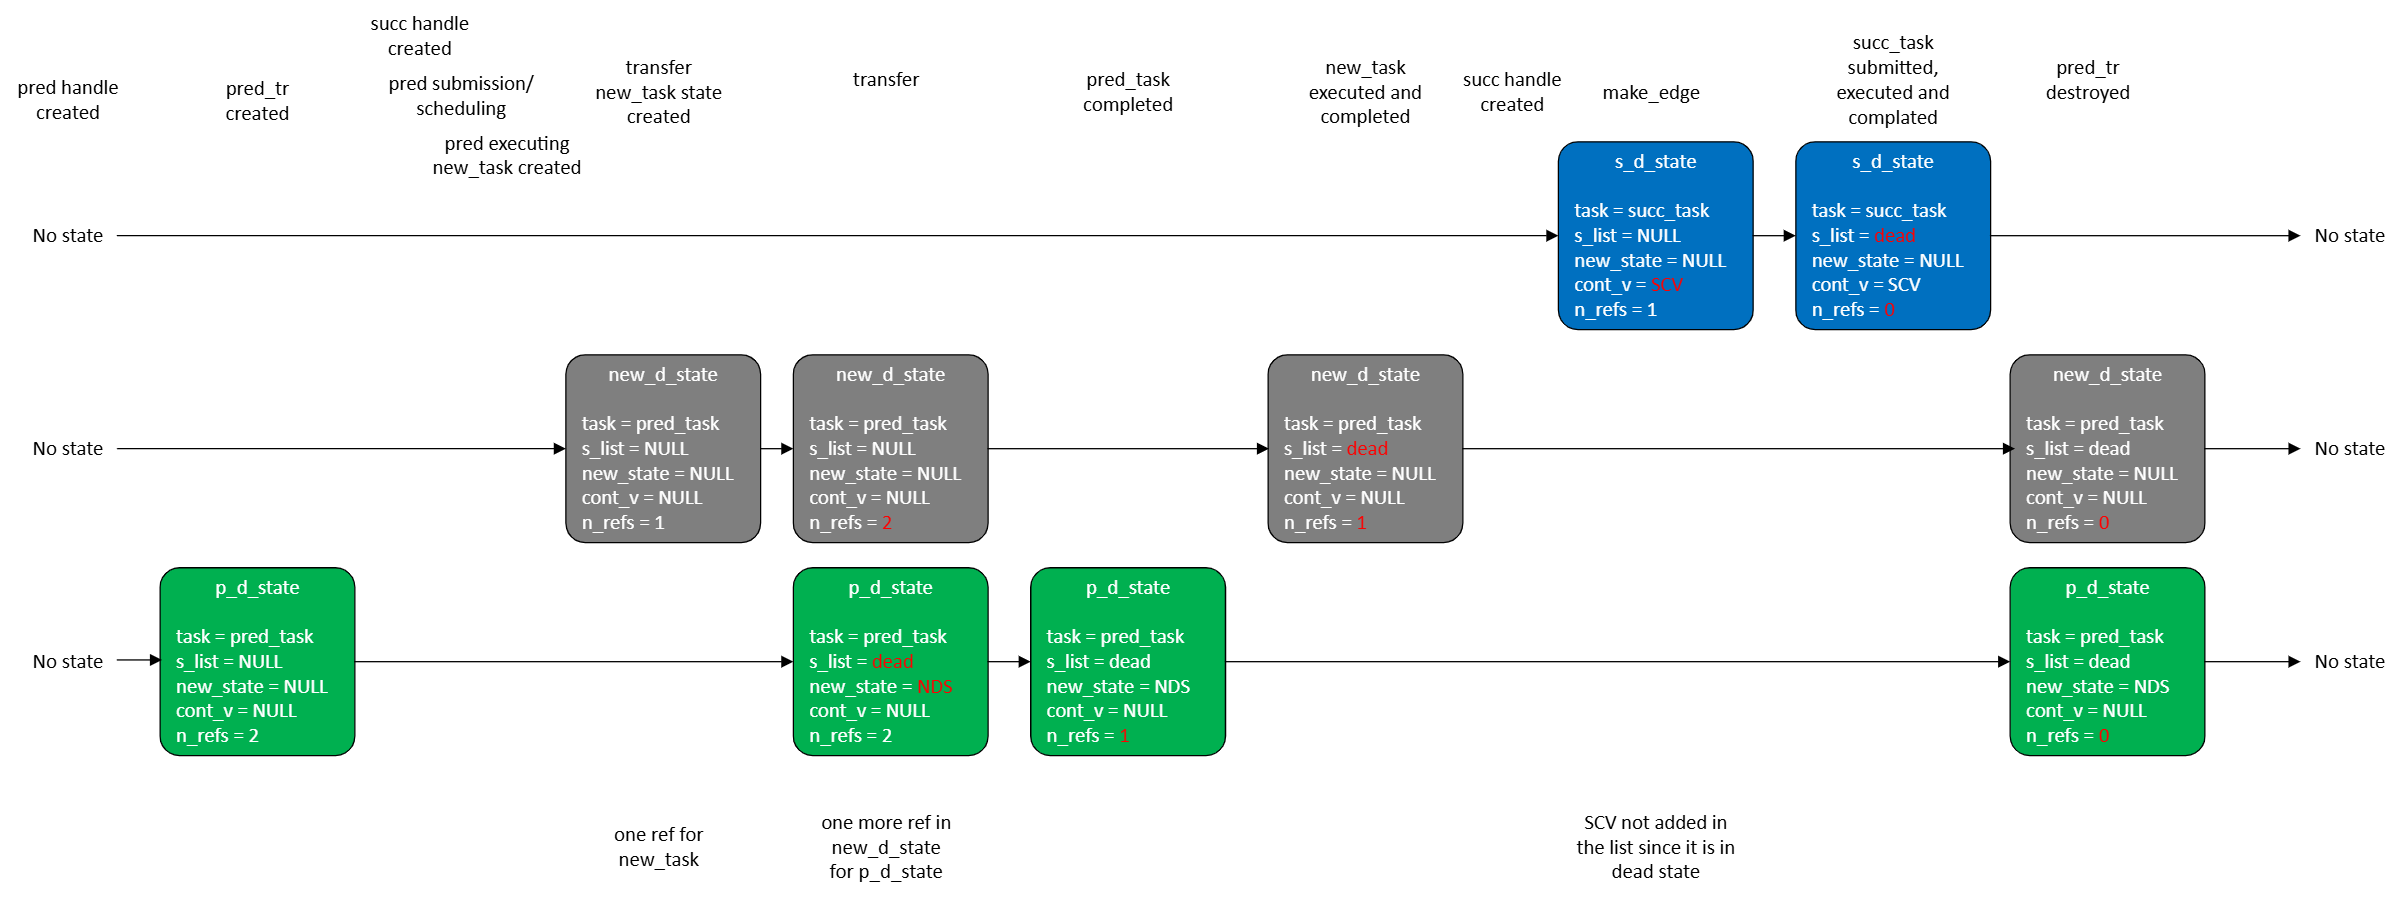 pred handle
created
pred_tr
created
succ handle
created
pred submission/
scheduling
pred executing
new_task created
transfer
new_task state
created
transfer
pred_task
completed
new_task
executed and
completed
succ handle
created
make_edge
succ_task
submitted,
executed and
complated
pred_tr
destroyed
No state
s_d_state
task = succ_task
s_list = NULL
new_state = NULL
cont_v = SCV
n_refs = 1
s_d_state
task = succ_task
s_list = dead
new_state = NULL
cont_v = SCV
n_refs = 0
No state
No state
new_d_state
task = pred_task
s_list = NULL
new_state = NULL
cont_v = NULL
n_refs = 1
new_d_state
task = pred_task
s_list = NULL
new_state = NULL
cont_v = NULL
n_refs = 2
new_d_state
task = pred_task
s_list = dead
new_state = NULL
cont_v = NULL
n_refs = 1
new_d_state
task = pred_task
s_list = dead
new_state = NULL
cont_v = NULL
n_refs = 0
No state
No state
p_d_state
task = pred_task
s_list = NULL
new_state = NULL
cont_v = NULL
n_refs = 2
p_d_state
task = pred_task
s_list = dead
new_state = NDS
cont_v = NULL
n_refs = 2
p_d_state
task = pred_task
s_list = dead
new_state = NDS
cont_v = NULL
n_refs = 1
p_d_state
task = pred_task
s_list = dead
new_state = NDS
cont_v = NULL
n_refs = 0
No state
one ref for
new_task
one more ref in
new_d_state
for p_d_state
SCV not added in
the list since it is in
dead state